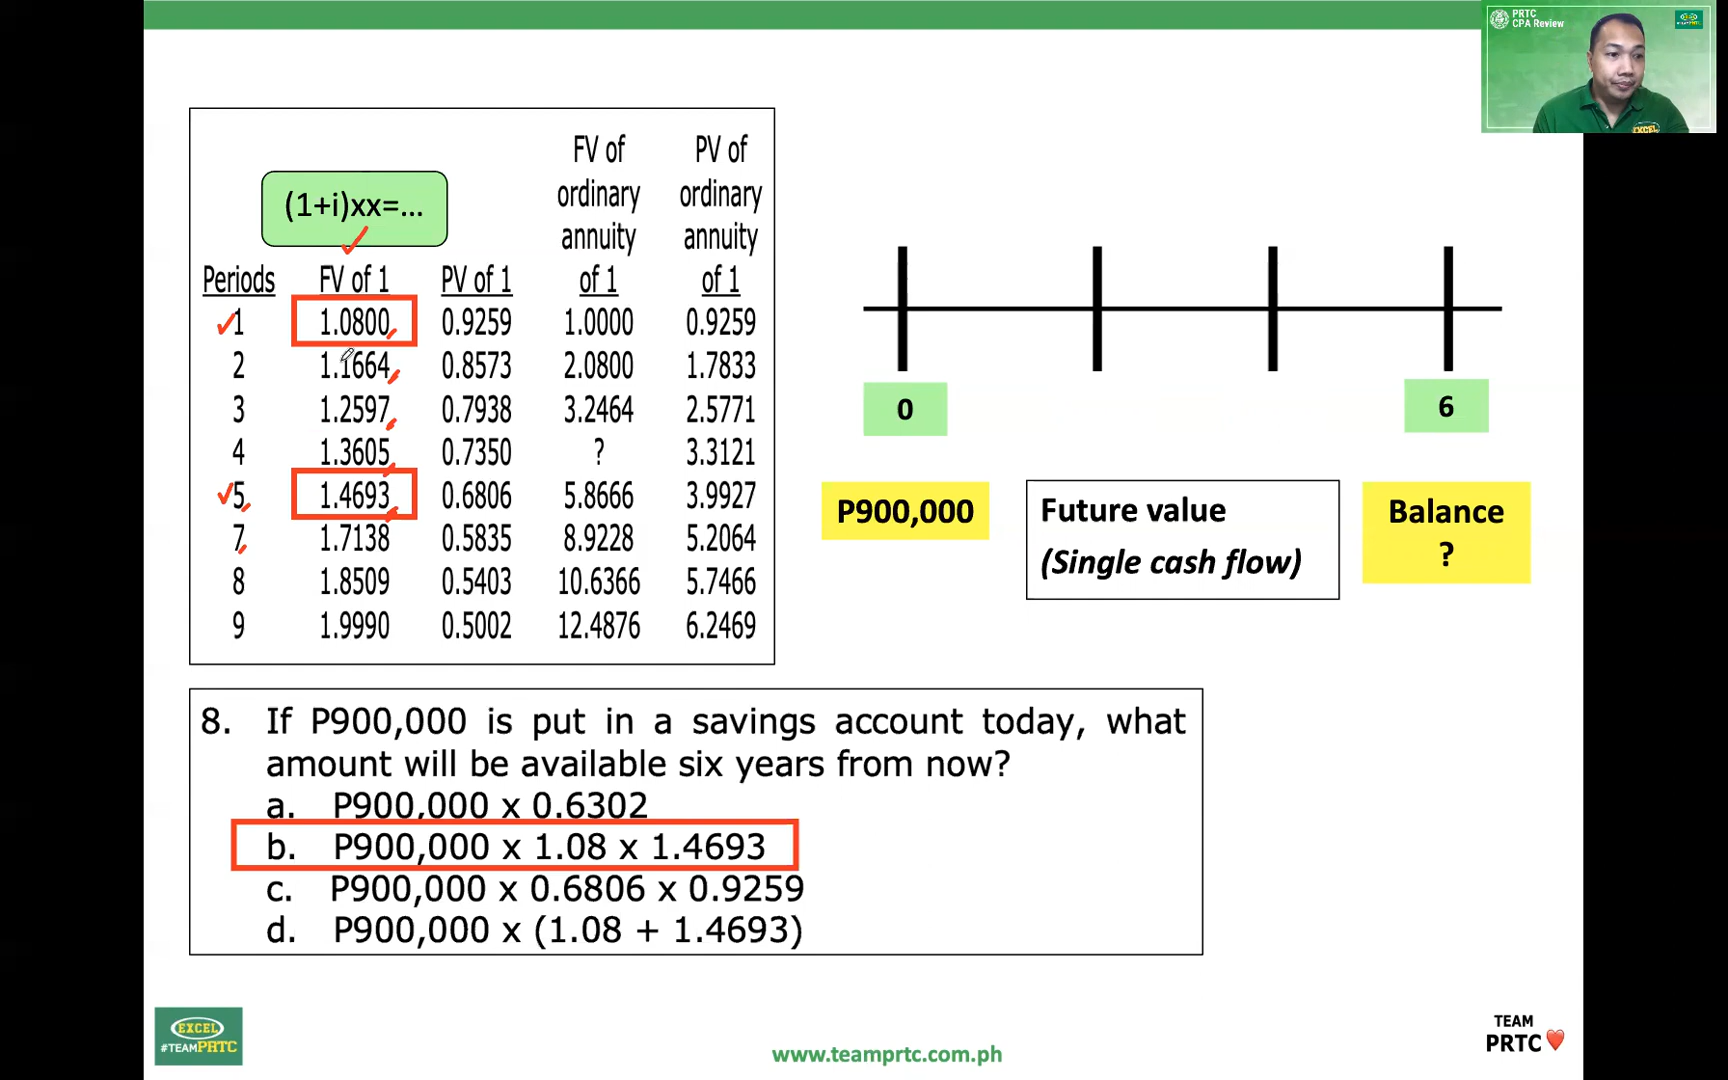 PRTC
CPA Review
(1+i)xx=...
FV of ordinary annuity
PV of ordinary annuity
Periods FV of 1 PV of 1 of 1 of 1
1 1.0800 0.9259 1.0000 0.9259
2 1.1664 0.8573 2.0800 1.7833
3 1.2597 0.7938 3.2464 2.5771
4 1.3605 0.7350 ? 3.3121
5 1.4693 0.6806 5.8666 3.9927
7 1.7138 0.5835 8.9228 5.2064
8 1.8509 0.5403 10.6366 5.7466
9 1.9990 0.5002 12.4876 6.2469
0
6
P900,000
Future value
(Single cash flow)
Balance
?
8. If P900,000 is put in a savings account today, what
amount will be available six years from now?
a. P900,000 x 0.6302
b. P900,000 x 1.08 x 1.4693
c. P900,000 x 0.6806 x 0.9259
d. P900,000 x (1.08 + 1.4693)
EXCEL
#TEAMPRTC
www.teamprtc.com.ph
TEAM
PRTC